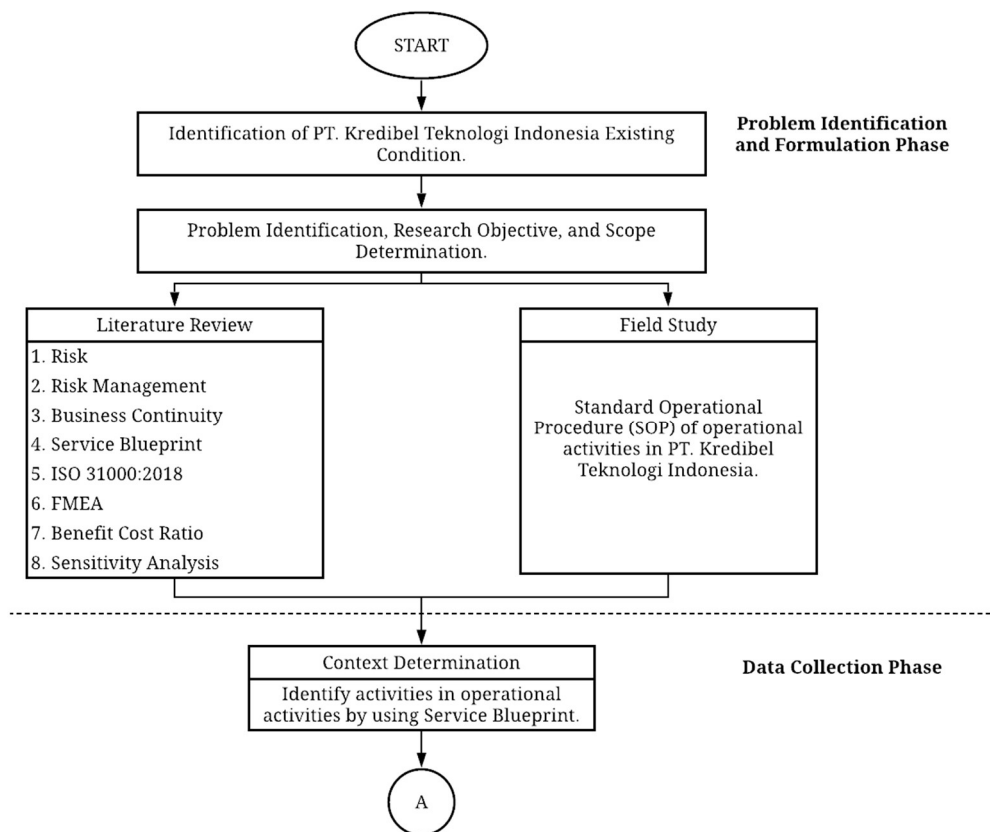 START
Identification of PT. Kredibel Teknologi Indonesia Existing
Condition.
Problem Identification
and Formulation Phase
Problem Identification, Research Objective, and Scope
Determination.
Literature Review
1. Risk
2. Risk Management
3. Business Continuity
4. Service Blueprint
5. ISO 31000:2018
6. FMEA
7. Benefit Cost Ratio
8. Sensitivity Analysis
Field Study
Standard Operational
Procedure (SOP) of operational
activities in PT. Kredibel
Teknologi Indonesia.
Context Determination
Identify activities in operational
activities by using Service Blueprint.
Data Collection Phase
A